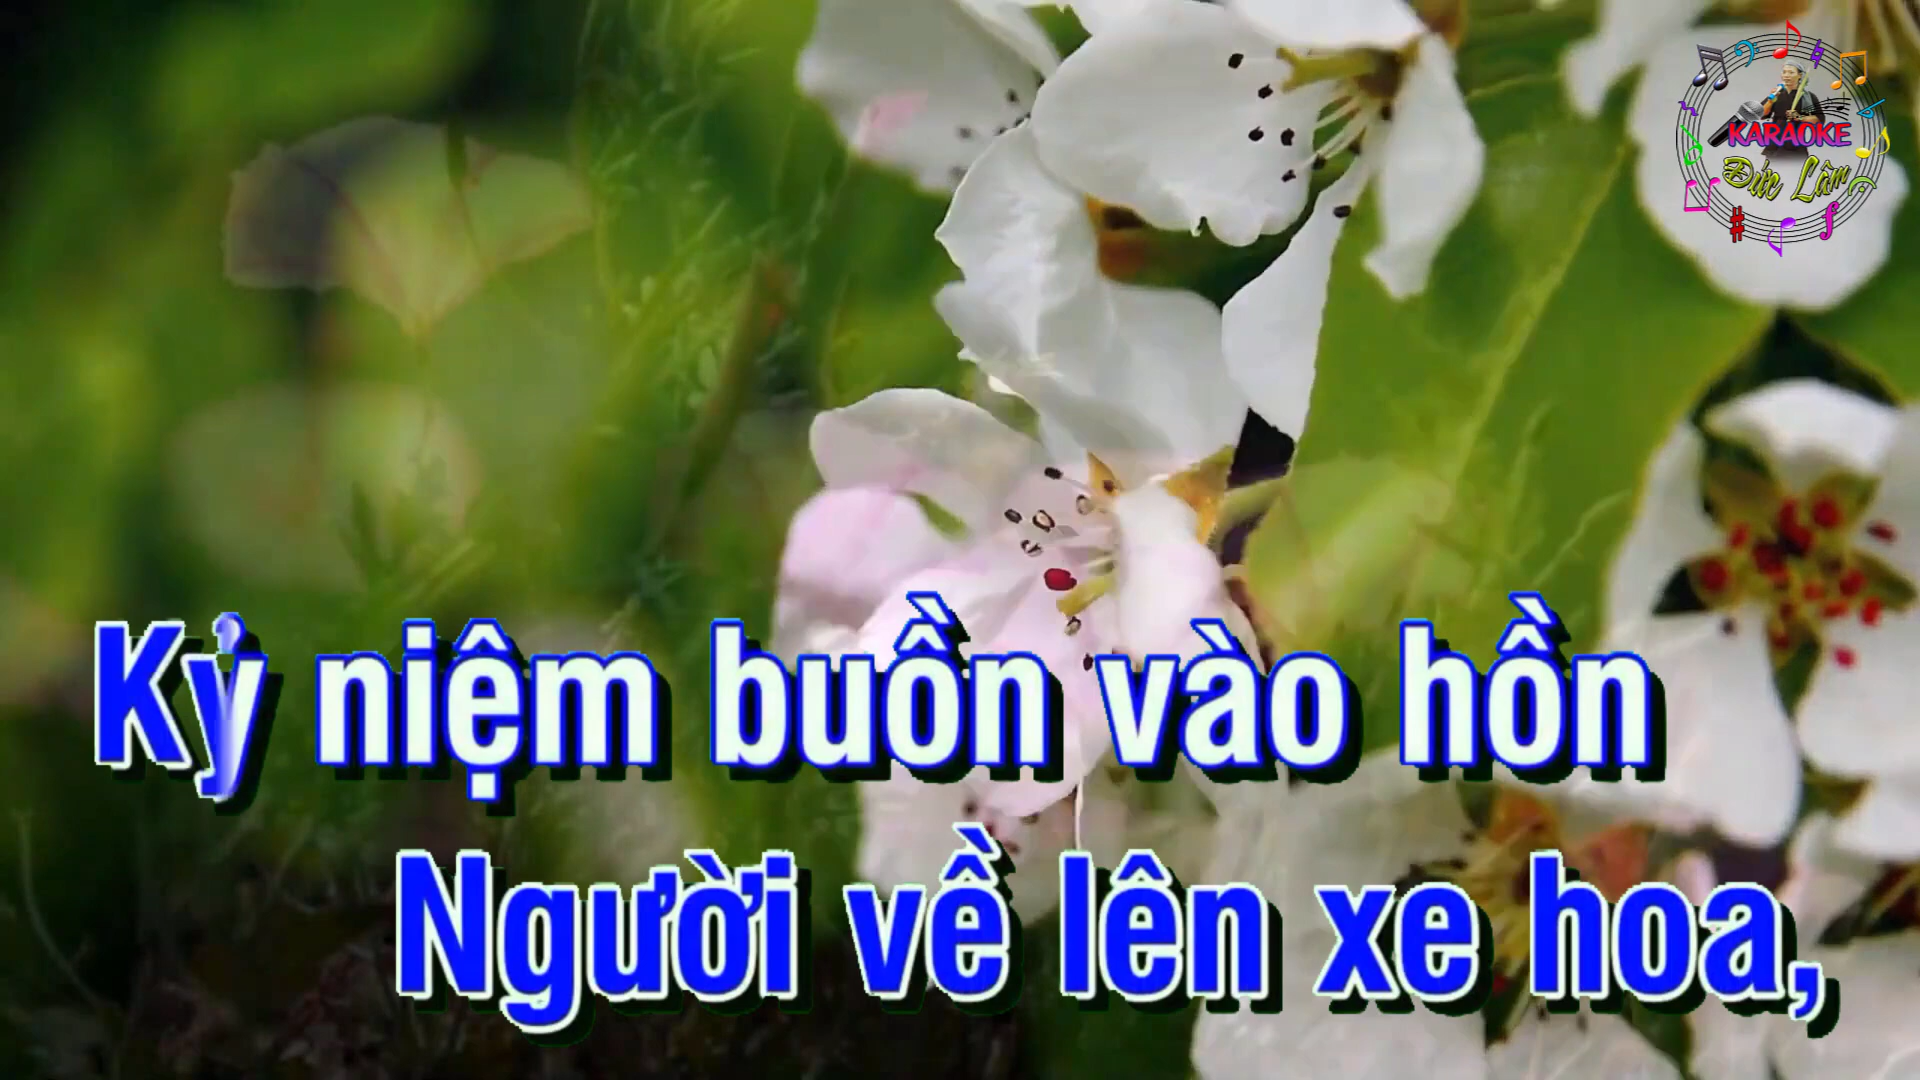 KARAOKE
Đức Lâm
Kỷ niệm buồn vào hồn
Người về lên xe hoa,